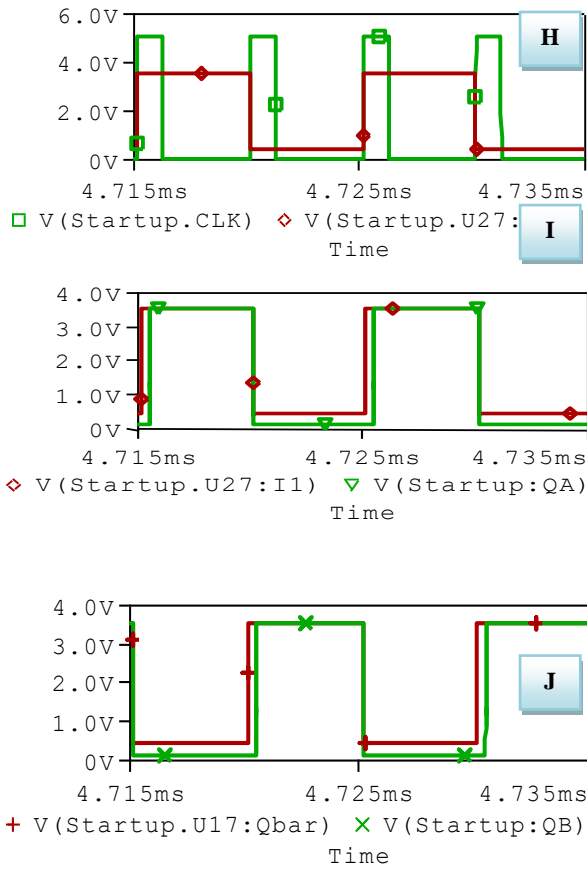 6.0V
H
4.0V
2.0V
0V
4.715ms 4.725ms 4.735ms
V(Startup.CLK) V(Startup.U27:
I
Time
4.0V
3.0V
2.0V
1.0V
0V
4.715ms 4.725ms 4.735ms
V(Startup.U27:I1) V(Startup:QA)
Time
4.0V
3.0V
2.0V
J
1.0V
0V
4.715ms 4.725ms 4.735ms
V(Startup.U17:Qbar) V(Startup:QB)
Time